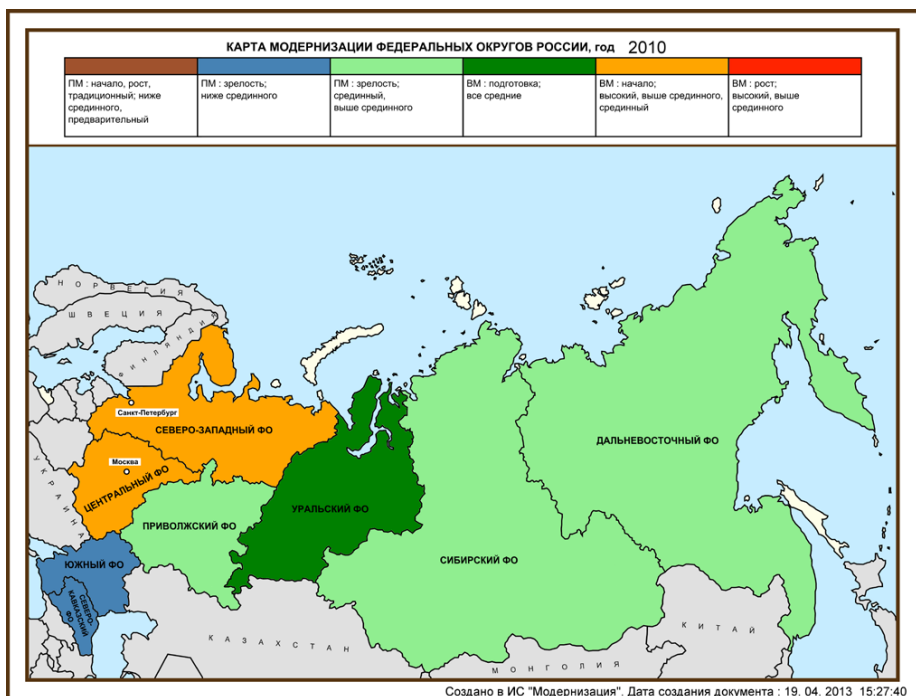 КАРТА МОДЕРНИЗАЦИИ ФЕДЕРАЛЬНЫХ ОКРУГОВ РОССИИ, год 2010
ПМ : начало, рост,
традиционный; ниже
срединного,
предварительный
ПМ : зрелость;
ниже срединного
ПМ : зрелость;
срединный,
выше срединного
ВМ : подготовка;
все средние
ВМ : начало;
высокий, выше срединного,
срединный
ВМ : рост;
высокий, выше
срединного
НОРВЕГИЯ
ШВЕЦИЯ
ФИНЛЯНДИЯ
Санкт-Петербург
СЕВЕРО-ЗАПАДНЫЙ ФО
ДАЛЬНЕВОСТОЧНЫЙ ФО
Москва
ЦЕНТРАЛЬНЫЙ ФО
УКРАИНА
ПРИВОЛЖСКИЙ ФО
УРАЛЬСКИЙ ФО
СИБИРСКИЙ ФО
ЮЖНЫЙ ФО
СЕВЕРО-
КАВКАЗСКИЙ
ФО
КАЗАХСТАН
КИТАЙ
МОНГОЛИЯ
Создано в ИС "Модернизация". Дата создания документа : 19. 04. 2013 15:27:40